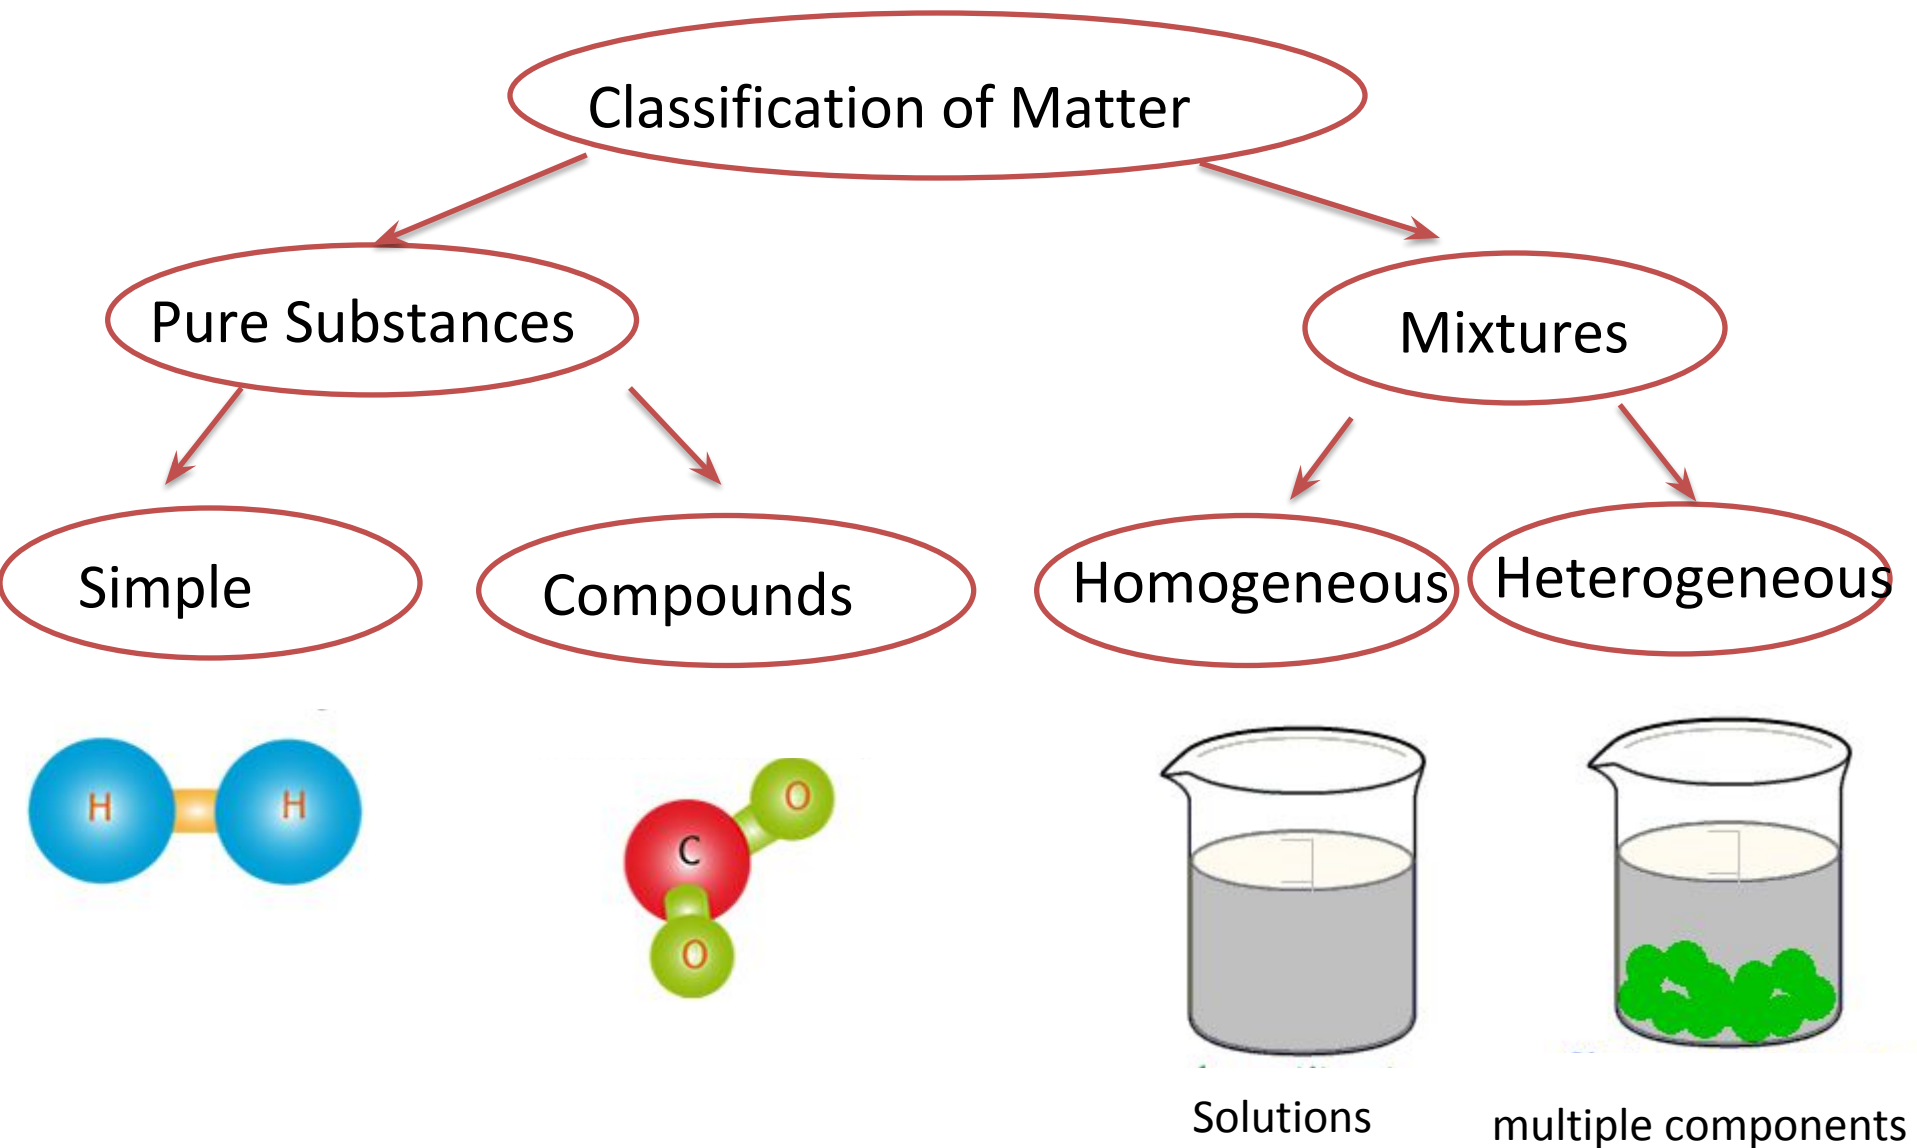 Classification of Matter
Pure Substances
Mixtures
Simple
Compounds
Homogeneous
Heterogeneous
H
H
C
O
O
Solutions
multiple components